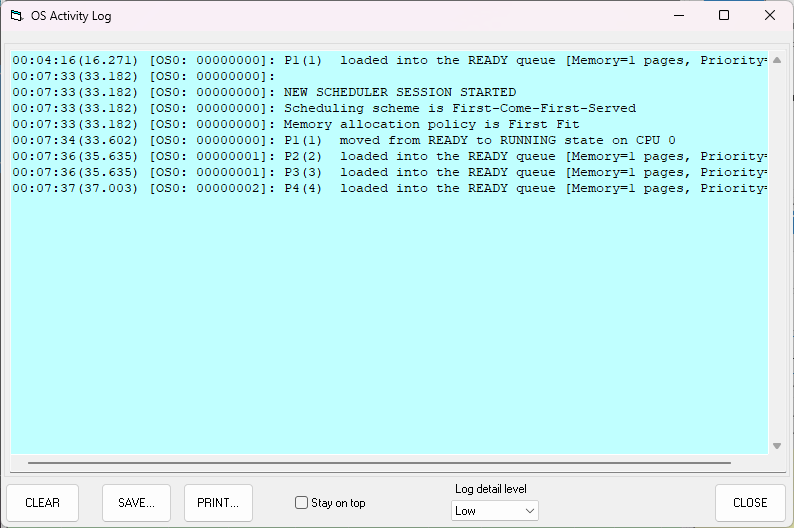 OS Activity Log
00:04:16(16.271) [OS0: 00000000]: P1(1)  loaded into the READY queue [Memory=1 pages, Priority=
00:07:33(33.182) [OS0: 00000000]:
00:07:33(33.182) [OS0: 00000000]: NEW SCHEDULER SESSION STARTED
00:07:33(33.182) [OS0: 00000000]: Scheduling scheme is First-Come-First-Served
00:07:33(33.182) [OS0: 00000000]: Memory allocation policy is First Fit
00:07:34(33.602) [OS0: 00000000]: P1(1)  moved from READY to RUNNING state on CPU 0
00:07:36(35.635) [OS0: 00000001]: P2(2)  loaded into the READY queue [Memory=1 pages, Priority=
00:07:36(35.635) [OS0: 00000001]: P3(3)  loaded into the READY queue [Memory=1 pages, Priority=
00:07:37(37.003) [OS0: 00000002]: P4(4)  loaded into the READY queue [Memory=1 pages, Priority=
Log detail level
CLEAR SAVE... PRINT... Stay on top Low CLOSE